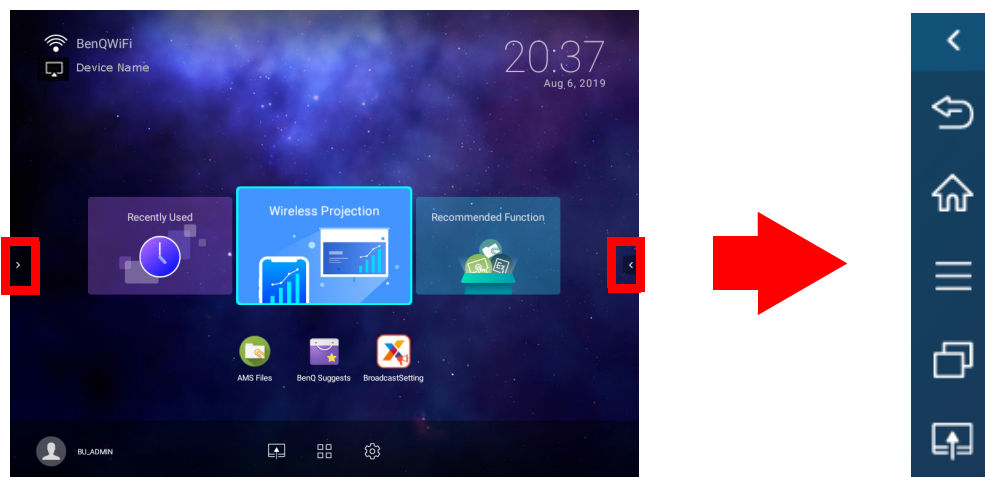 BenQWiFi
Device Name
20:37
Aug 6, 2019
Recently Used
Wireless Projection
Recommended Function
AMS Files
BenQ Suggests
BroadcastSetting
BU_ADMIN